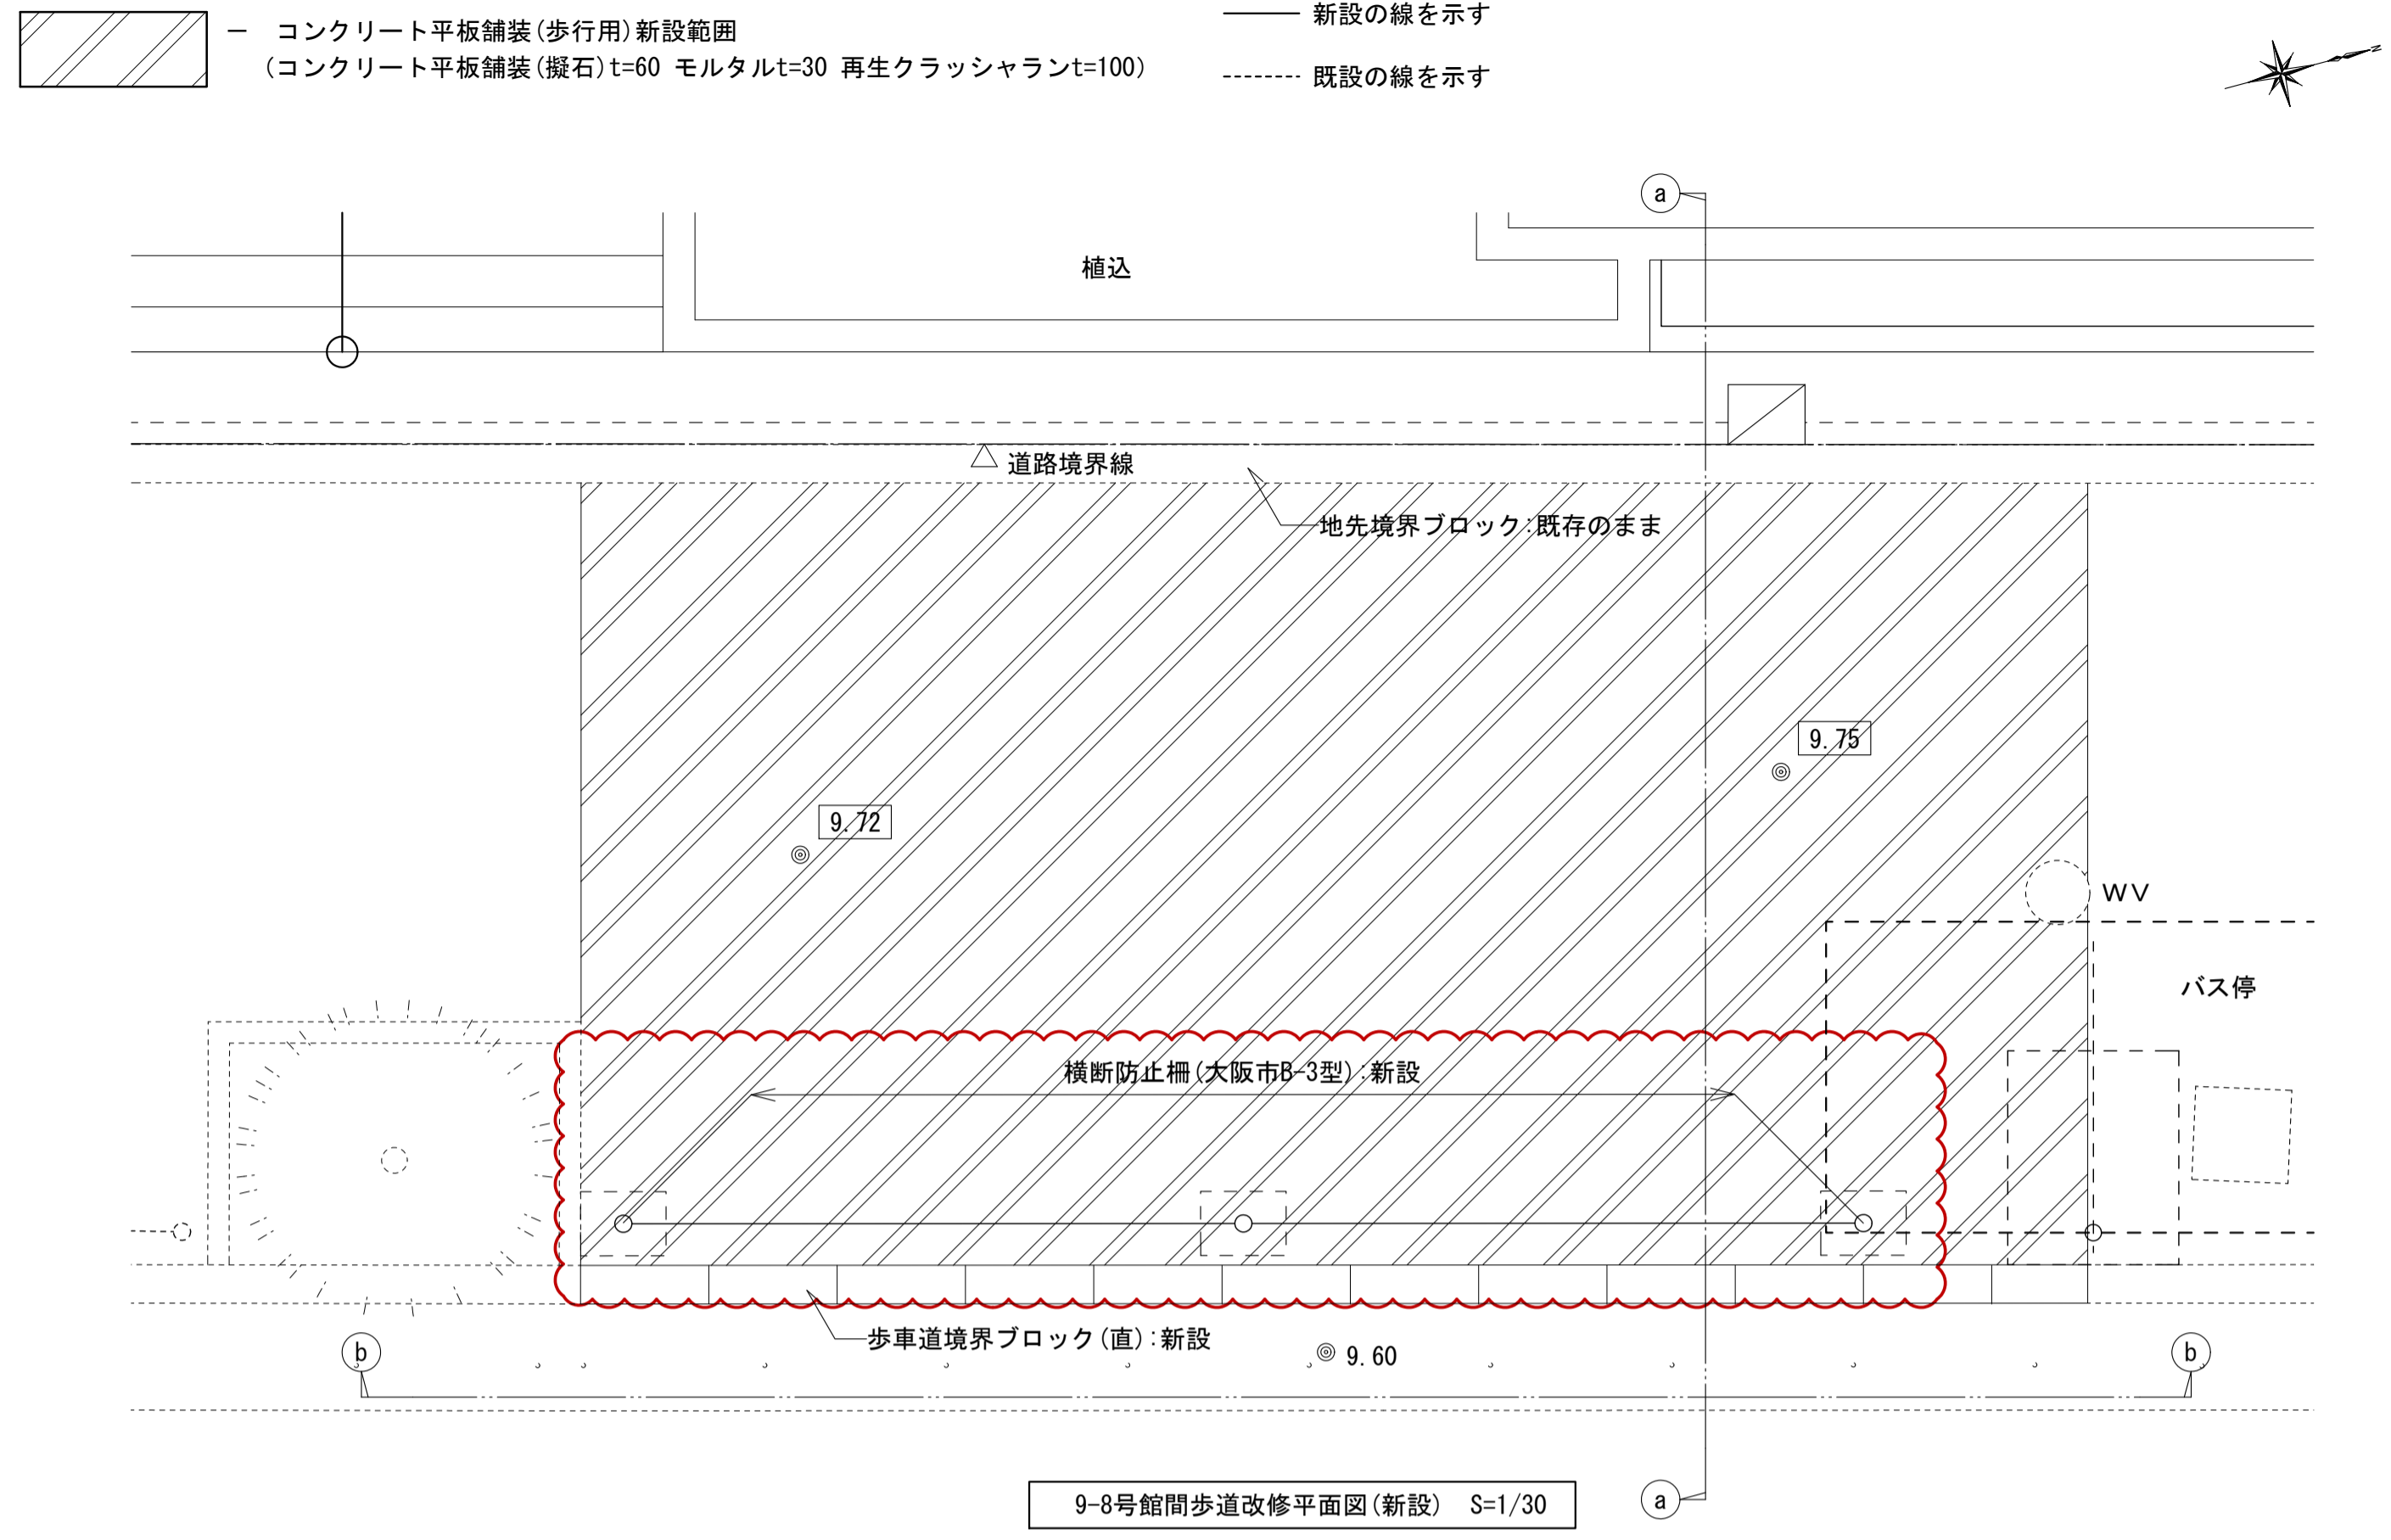 ― コンクリート平板舗装(歩行用)新設範囲
(コンクリート平板舗装(擬石)t=60 モルタルt=30 再生クラッシャランt=100)
新設の線を示す
既設の線を示す
N
a
植込
道路境界線
地先境界ブロック:既存のまま
9.75
9.72
WV
バス停
横断防止柵(大阪市B-3型):新設
歩車道境界ブロック(直):新設
9.60
b
b
9-8号館間歩道改修平面図(新設) S=1/30
a